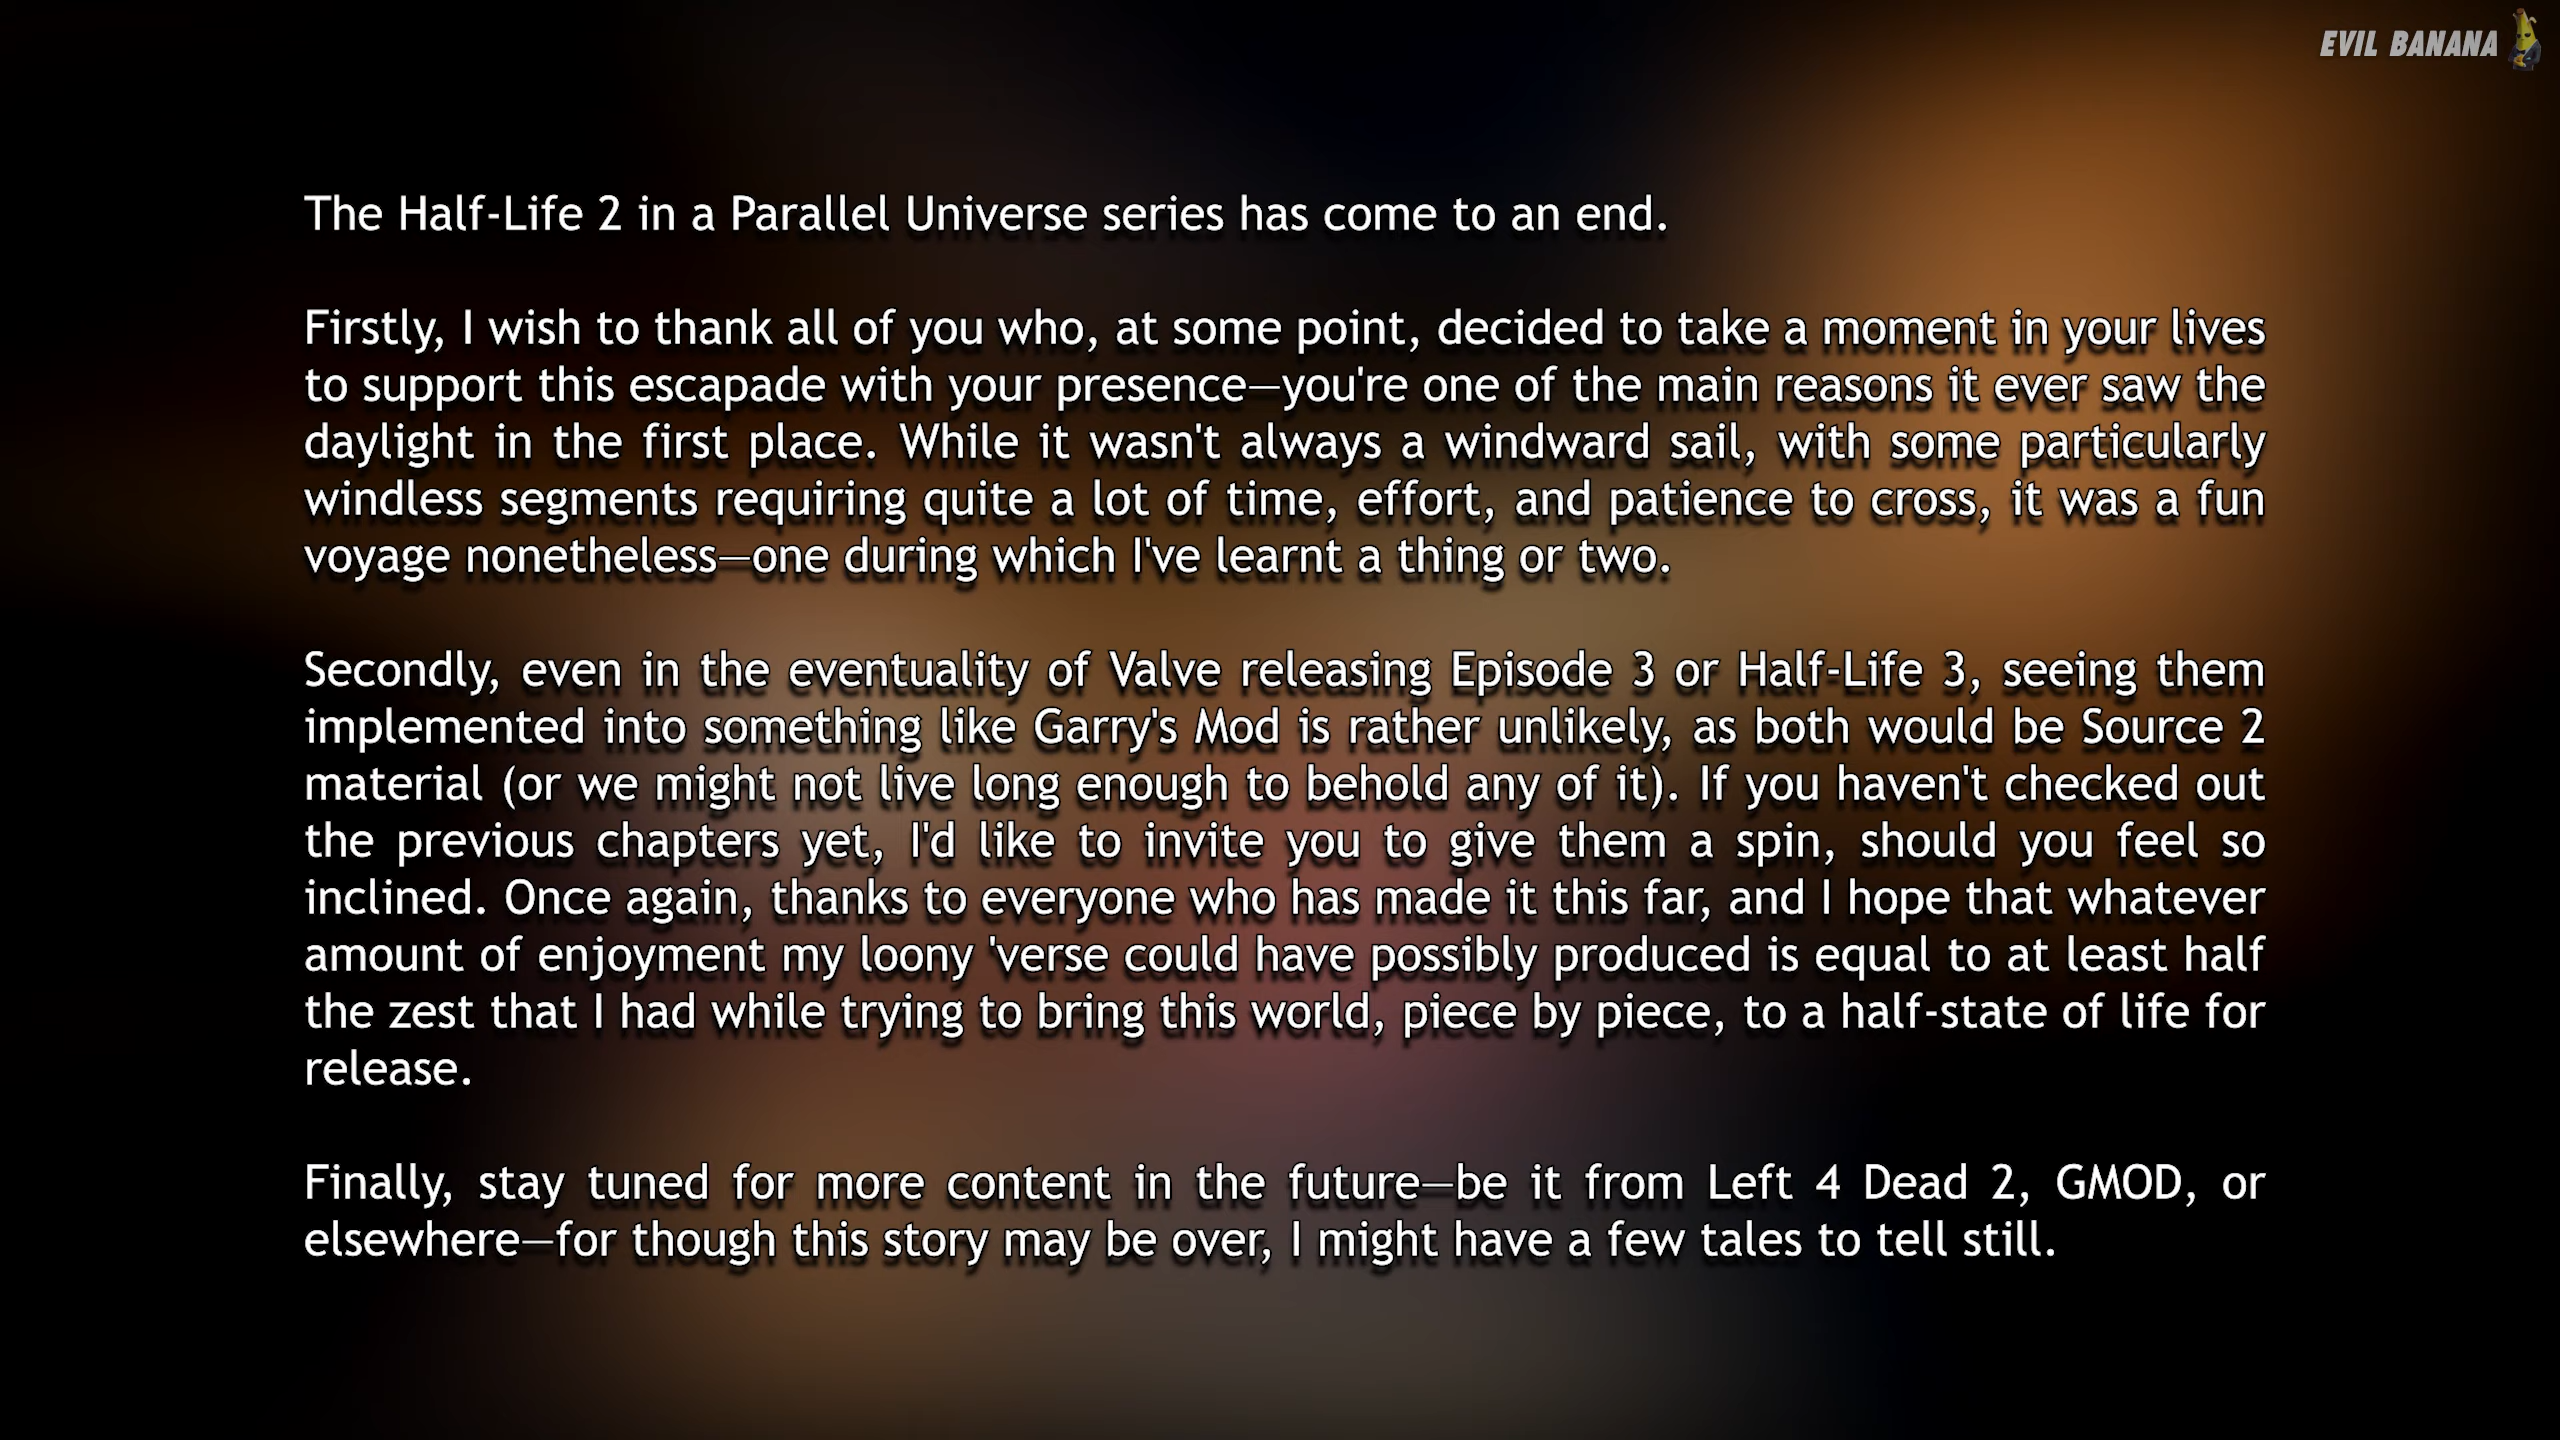 EVIL BANANA
The Half-Life 2 in a Parallel Universe series has come to an end.
Firstly, I wish to thank all of you who, at some point, decided to take a moment in your lives
to support this escapade with your presence—you're one of the main reasons it ever saw the
daylight in the first place. While it wasn't always a windward sail, with some particularly
windless segments requiring quite a lot of time, effort, and patience to cross, it was a fun
voyage nonetheless—one during which I've learnt a thing or two.
Secondly, even in the eventuality of Valve releasing Episode 3 or Half-Life 3, seeing them
implemented into something like Garry's Mod is rather unlikely, as both would be Source 2
material (or we might not live long enough to behold any of it). If you haven't checked out
the previous chapters yet, I'd like to invite you to give them a spin, should you feel so
inclined. Once again, thanks to everyone who has made it this far, and I hope that whatever
amount of enjoyment my loony 'verse could have possibly produced is equal to at least half
the zest that I had while trying to bring this world, piece by piece, to a half-state of life for
release.
Finally, stay tuned for more content in the future—be it from Left 4 Dead 2, GMOD, or
elsewhere—for though this story may be over, I might have a few tales to tell still.